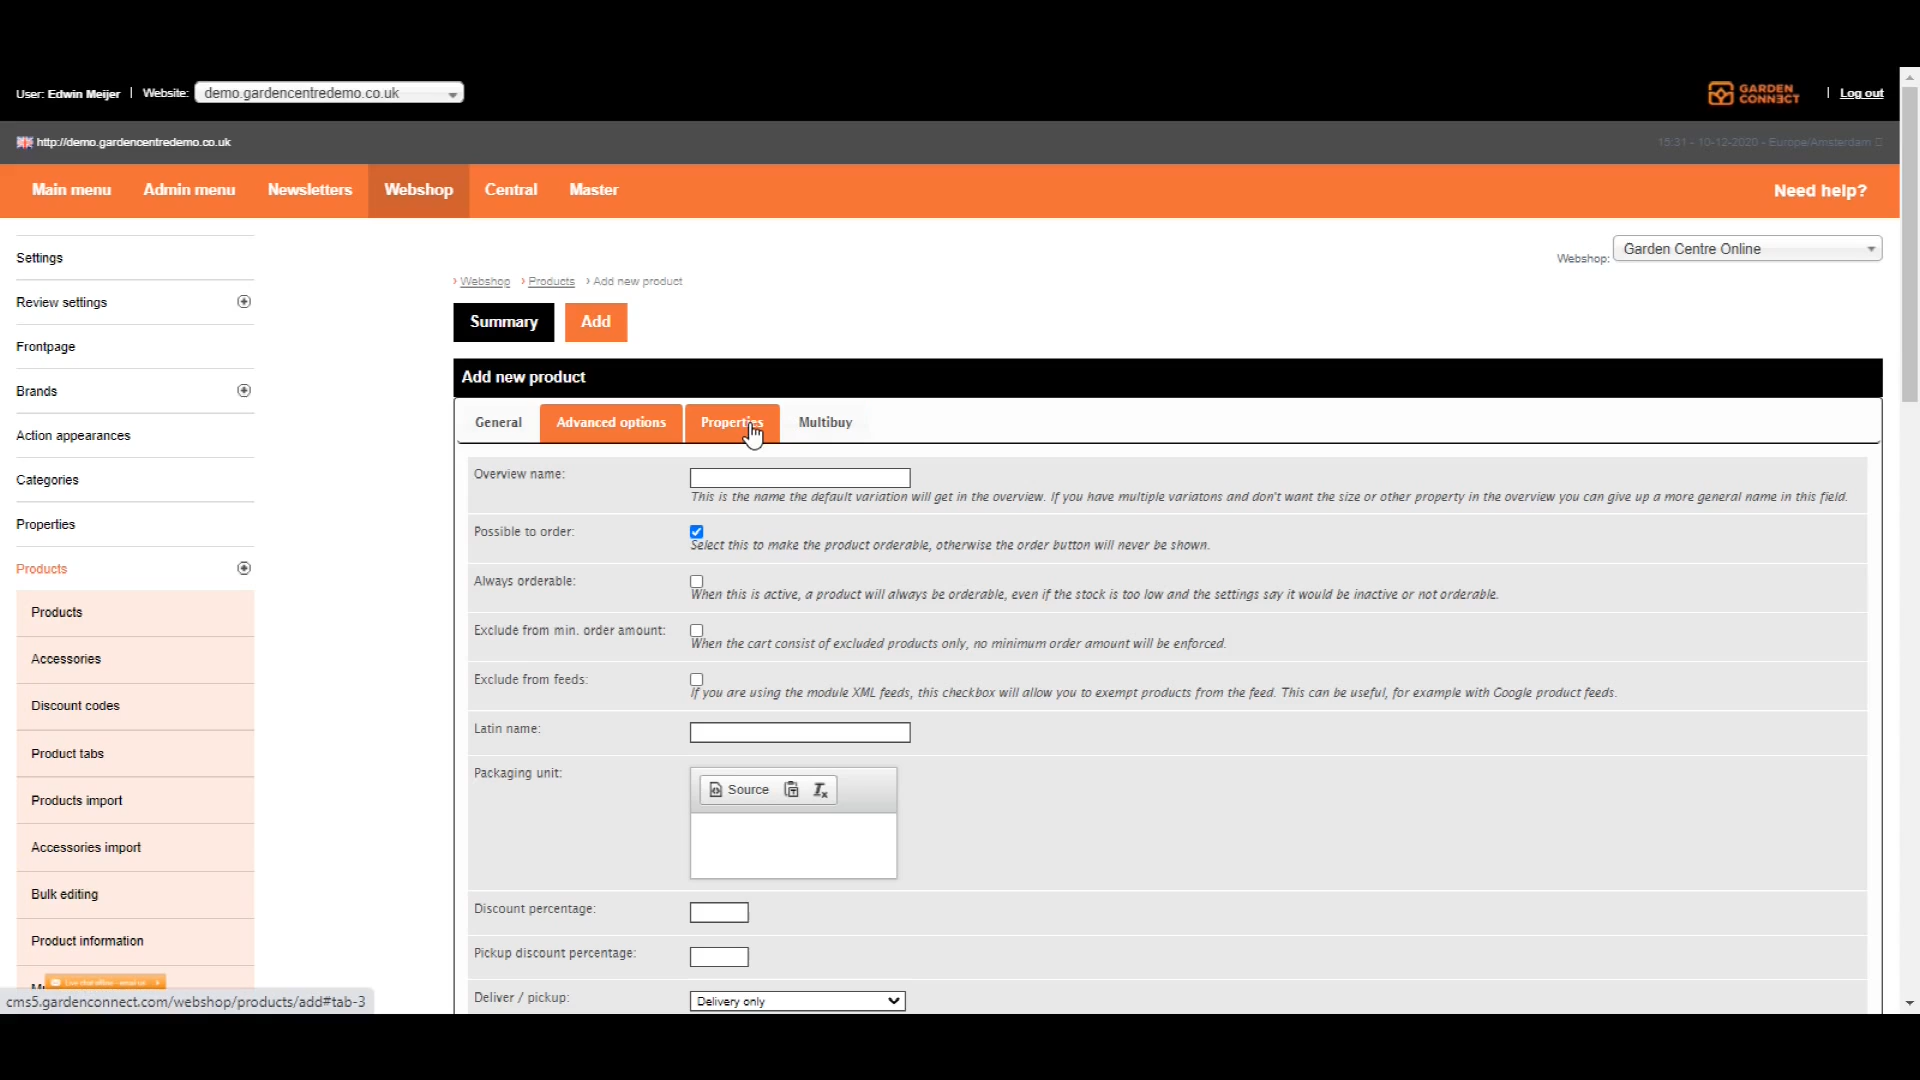 User: Edwin Meijer | Website: demo.gardencentredemo.co.uk
GARDEN CONNECT | Log out
http://demo.gardencentredemo.co.uk
15:31 - 10-12-2020 - Europe/Amsterdam
Main menu Admin menu Newsletters Webshop Central Master Need help?
Webshop: Garden Centre Online
Settings
Review settings
Frontpage
Brands
Action appearances
Categories
Properties
Products
Products
Accessories
Discount codes
Product tabs
Products import
Accessories import
Bulk editing
Product information
› Webshop › Products › Add new product
Summary Add
Add new product
General Advanced options Properties Multibuy
Overview name:
This is the name the default variation will get in the overview. If you have multiple variatons and don't want the size or other property in the overview you can give up a more general name in this field.
Possible to order:
Select this to make the product orderable, otherwise the order button will never be shown.
Always orderable:
When this is active, a product will always be orderable, even if the stock is too low and the settings say it would be inactive or not orderable.
Exclude from min. order amount:
When the cart consist of excluded products only, no minimum order amount will be enforced.
Exclude from feeds:
If you are using the module XML feeds, this checkbox will allow you to exempt products from the feed. This can be useful, for example with Google product feeds.
Latin name:
Packaging unit:
Source
Discount percentage:
Pickup discount percentage:
Deliver / pickup: Delivery only
cms5.gardenconnect.com/webshop/products/add#tab-3